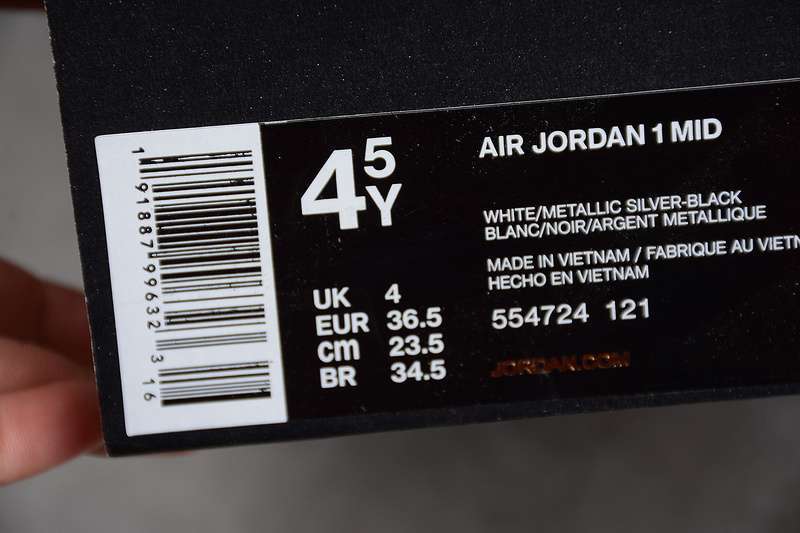 1 91887 99632 3 16
4 5Y
AIR JORDAN 1 MID
WHITE/METALLIC SILVER-BLACK
BLANC/NOIR/ARGENT METALLIQUE
MADE IN VIETNAM / FABRIQUE AU VIETN
HECHO EN VIETNAM
UK 4
EUR 36.5
cm 23.5
BR 34.5
554724 121
JORDAN.COM